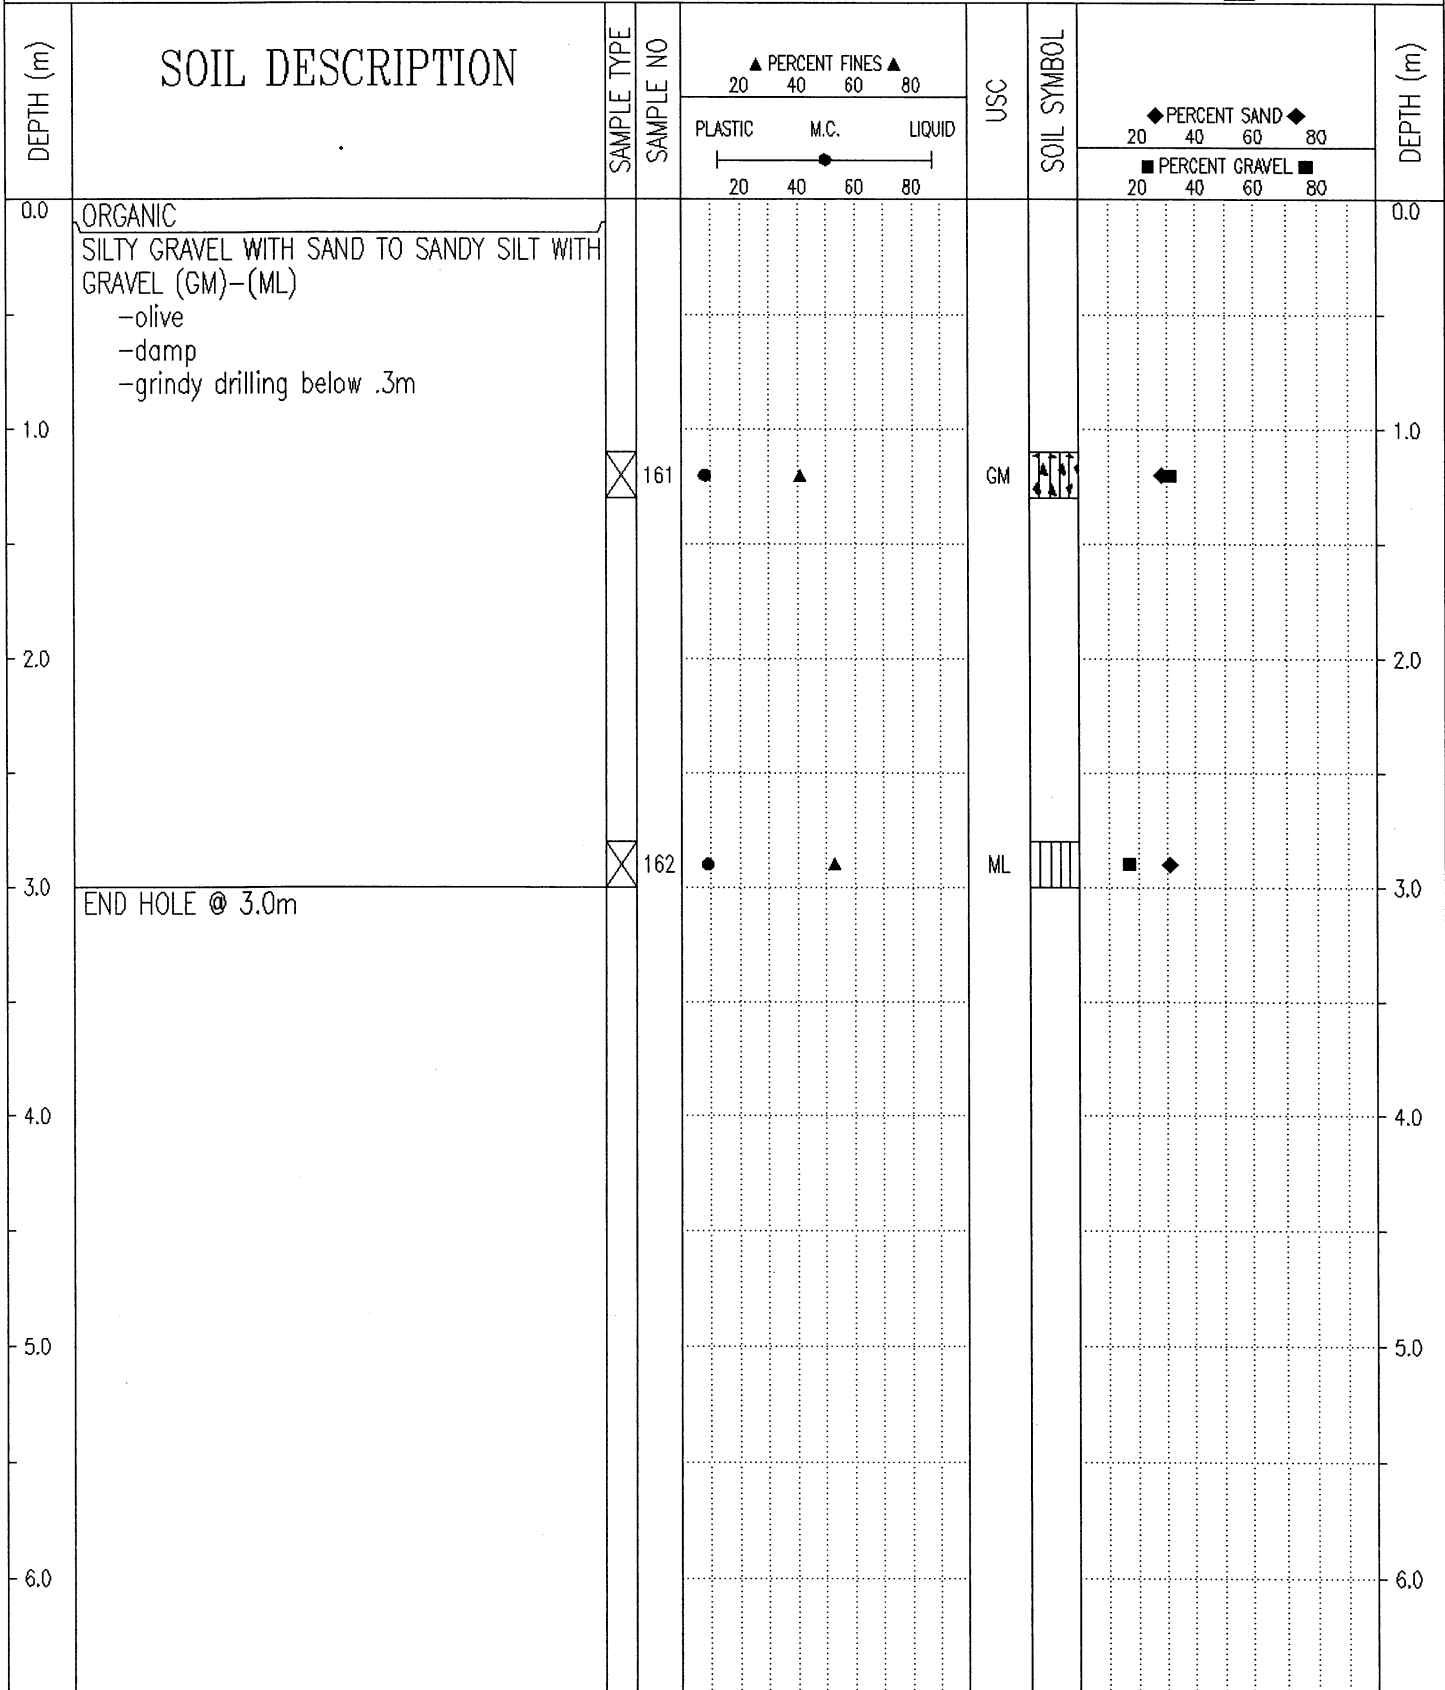 DEPTH (m)
SOIL DESCRIPTION
SAMPLE TYPE
SAMPLE NO
▲ PERCENT FINES ▲
20 40 60 80
PLASTIC M.C. LIQUID
20 40 60 80
USC
SOIL SYMBOL
◆ PERCENT SAND ◆
20 40 60 80
■ PERCENT GRAVEL ■
20 40 60 80
DEPTH (m)
0.0 ORGANIC 0.0
SILTY GRAVEL WITH SAND TO SANDY SILT WITH
GRAVEL (GM)-(ML)
-olive
-damp
-grindy drilling below .3m
1.0 1.0
161 GM
2.0 2.0
162 ML
3.0 3.0
END HOLE @ 3.0m
4.0 4.0
5.0 5.0
6.0 6.0